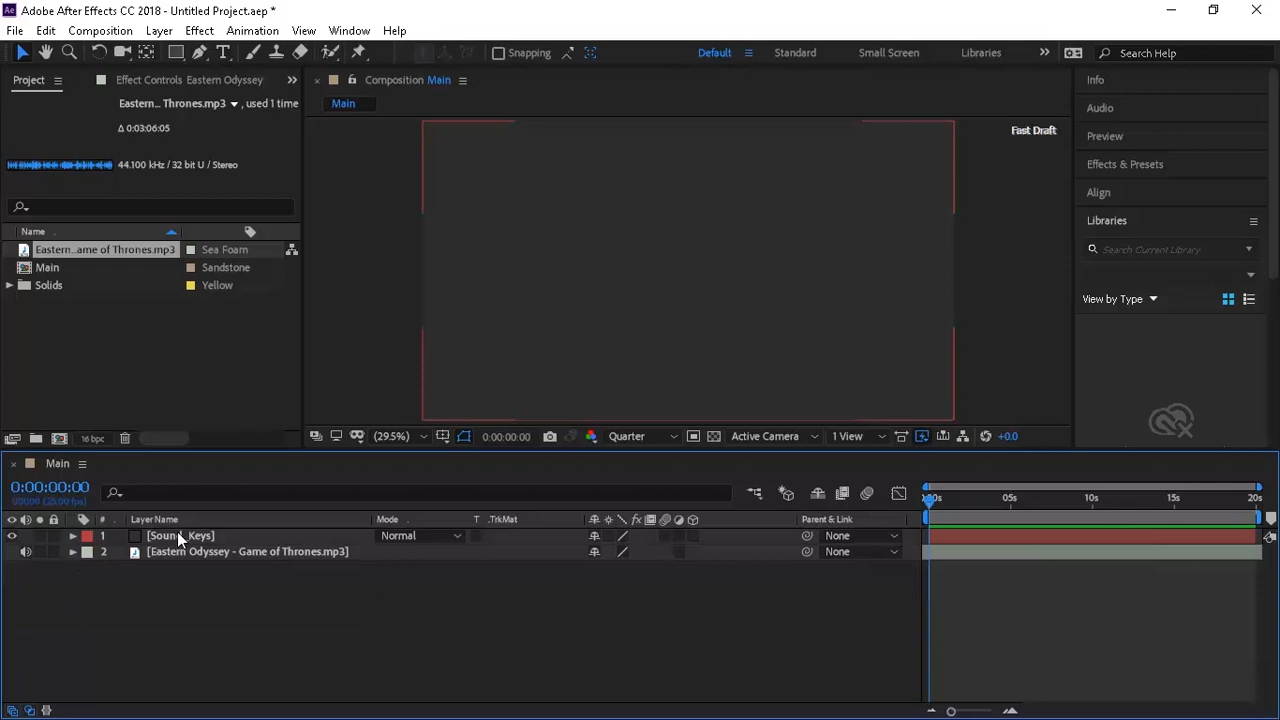 Adobe After Effects CC 2018 - Untitled Project.aep *
File Edit Composition Layer Effect Animation View Window Help
Snapping
Default
Standard
Small Screen
Libraries
Search Help
Project
Effect Controls Eastern Odyssey
Eastern... Thrones.mp3 , used 1 time
Δ 0:03:06:05
44.100 kHz / 32 bit U / Stereo
Name
Eastern..ame of Thrones.mp3 Sea Foam
Main Sandstone
Solids Yellow
16 bpc
Composition Main
Main
Fast Draft
(29.5%)
0:00:00:00
Quarter
Active Camera
1 View
+0.0
Info
Audio
Preview
Effects & Presets
Align
Libraries
Search Current Library
View by Type
Main
0:00:00:00
00000 (25.00 fps)
# Layer Name Mode T .TrkMat Parent & Link
1 [Sound Keys] Normal None
2 [Eastern Odyssey - Game of Thrones.mp3] None
05s 10s 15s 20s